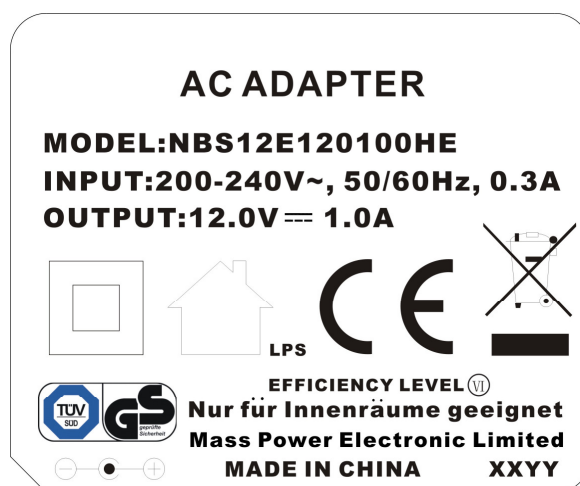 AC ADAPTER
MODEL:NBS12E120100HE
INPUT:200-240V~, 50/60Hz, 0.3A
OUTPUT:12.0V⎓ 1.0A
CE
LPS
EFFICIENCY LEVEL Ⅵ
TÜV
SÜD
GS
geprüfte
Sicherheit
Nur für Innenräume geeignet
Mass Power Electronic Limited
MADE IN CHINA XXYY